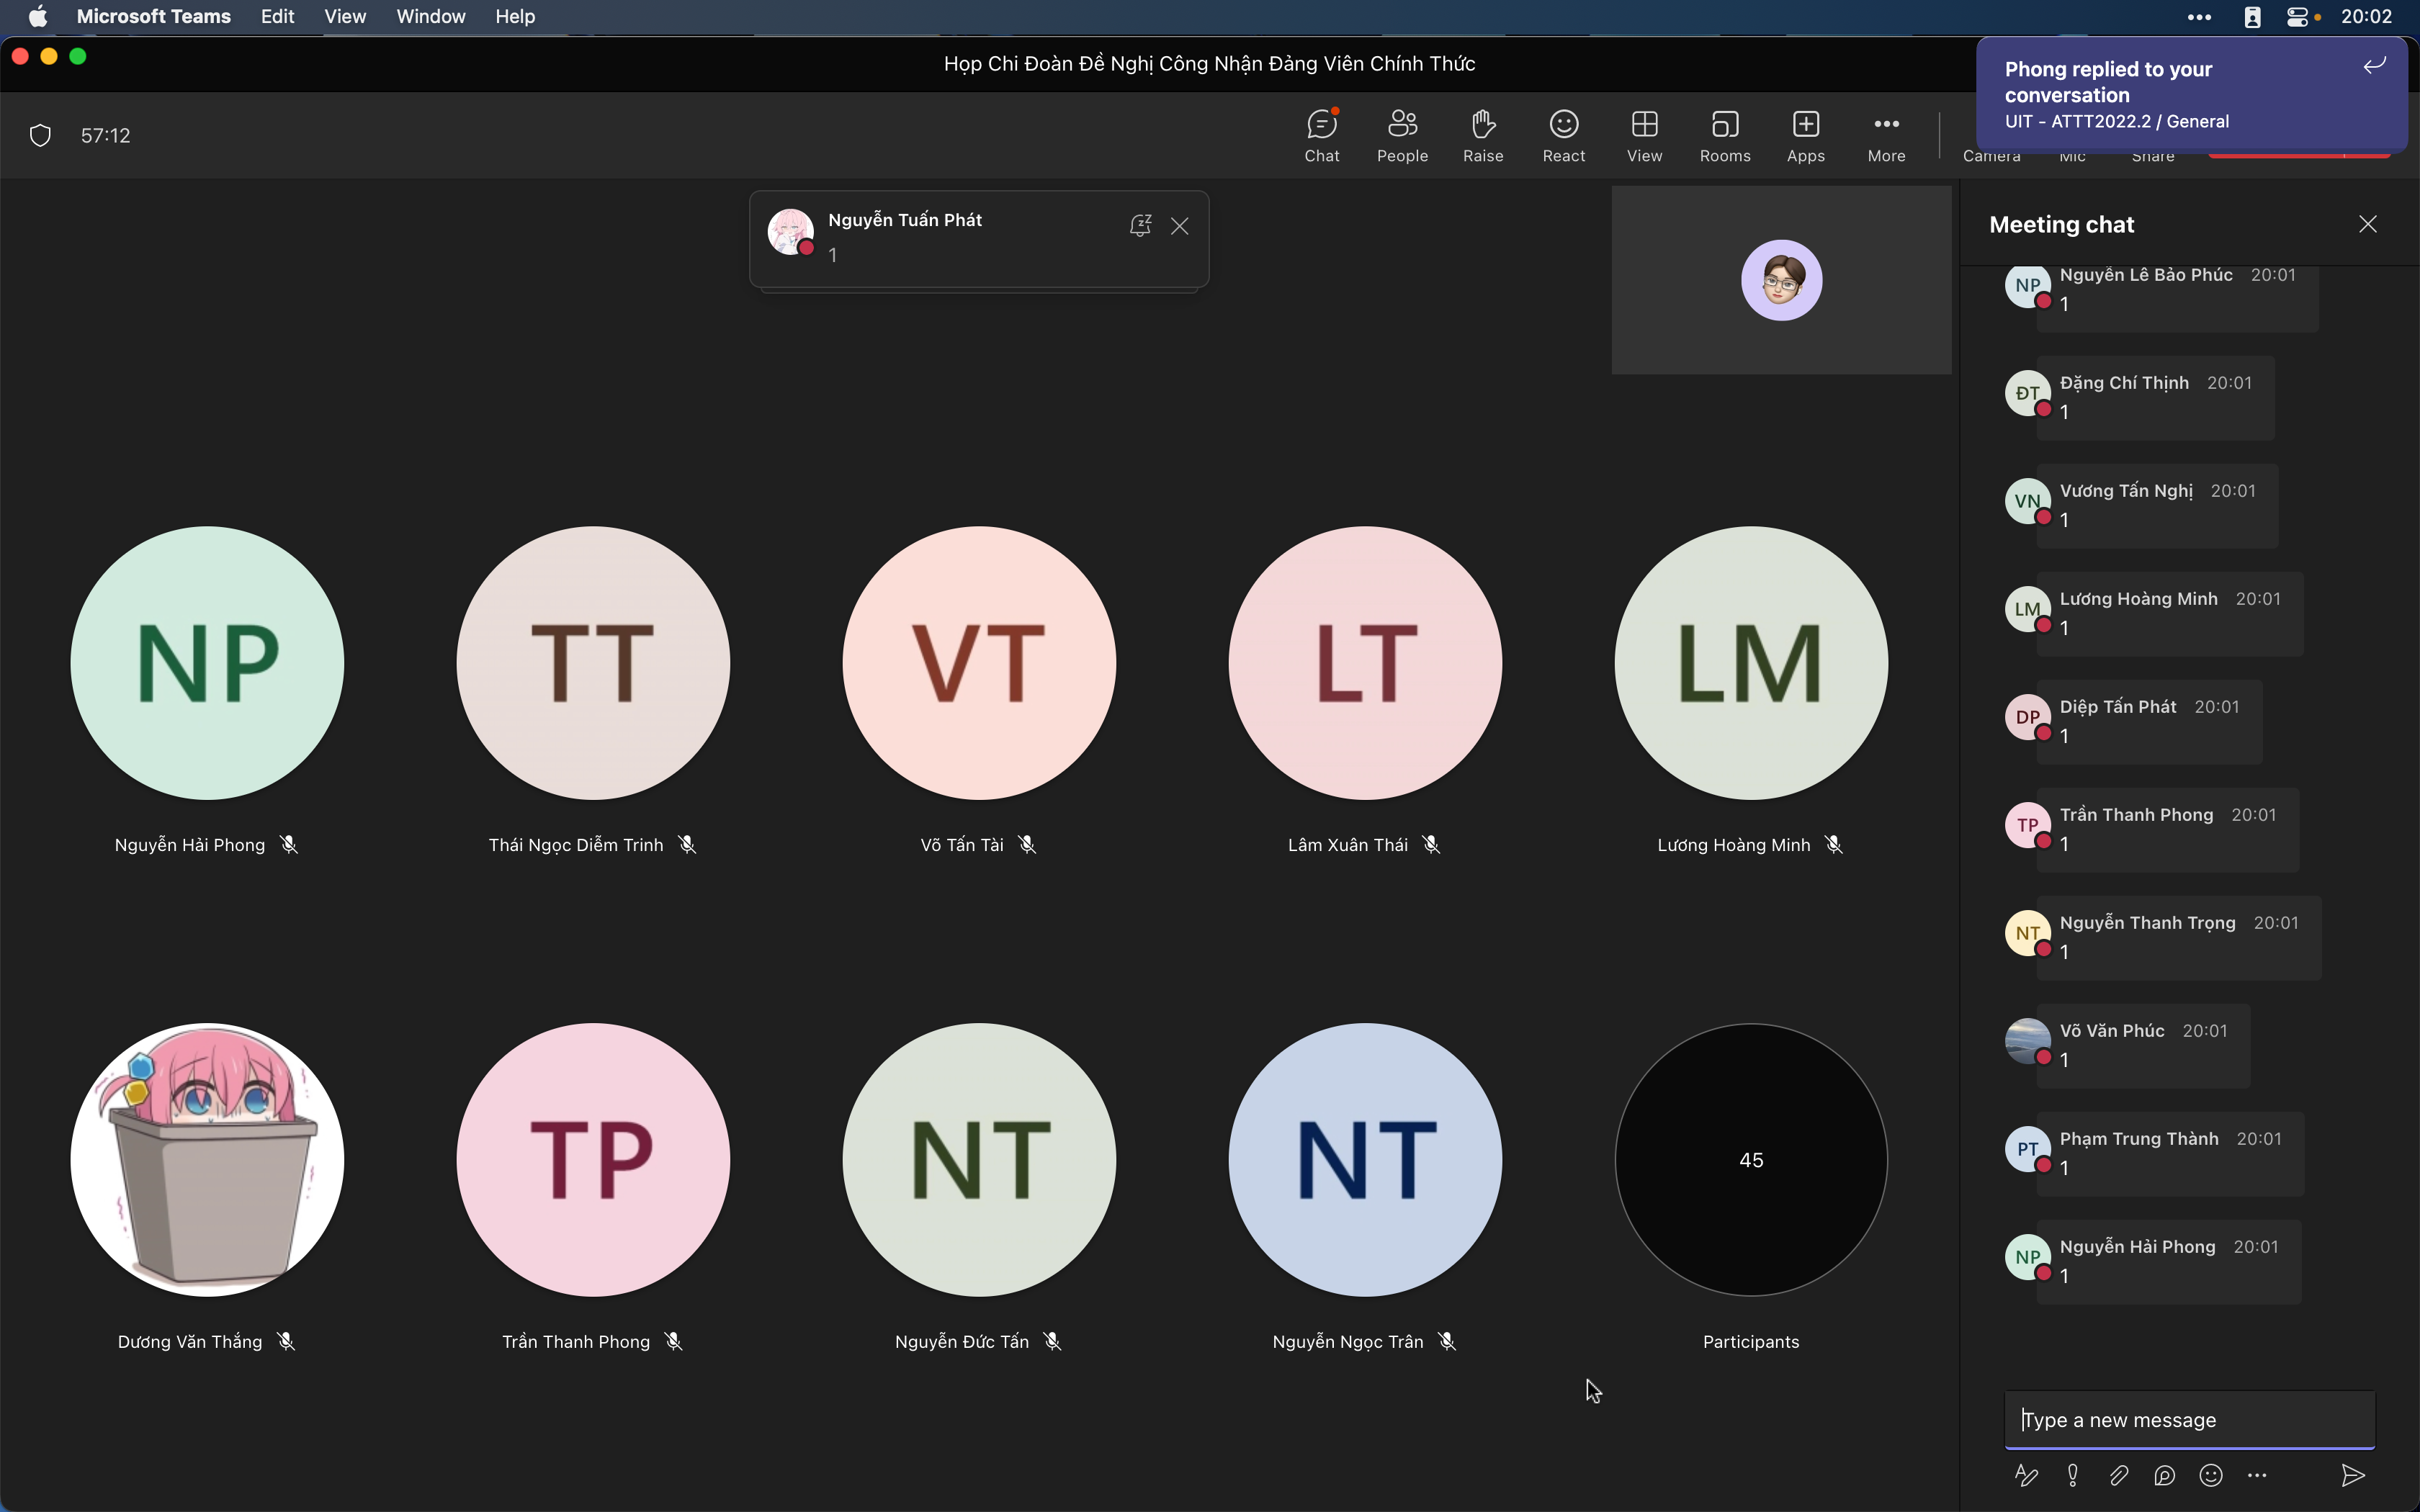 Microsoft Teams Edit View Window Help 20:02
Họp Chi Đoàn Đề Nghị Công Nhận Đảng Viên Chính Thức
Phong replied to your
conversation
UIT - ATTT2022.2 / General
57:12
Chat People Raise React View Rooms Apps More Camera Mic Share
Nguyễn Tuấn Phát
1
Meeting chat
NP Nguyễn Lê Bảo Phúc 20:01
1
ĐT Đặng Chí Thịnh 20:01
1
VN Vương Tấn Nghị 20:01
1
LM Lương Hoàng Minh 20:01
1
DP Diệp Tấn Phát 20:01
1
TP Trần Thanh Phong 20:01
1
NT Nguyễn Thanh Trọng 20:01
1
Võ Văn Phúc 20:01
1
PT Phạm Trung Thành 20:01
1
NP Nguyễn Hải Phong 20:01
1
Type a new message
NP TT VT LT LM
Nguyễn Hải Phong Thái Ngọc Diễm Trinh Võ Tấn Tài Lâm Xuân Thái Lương Hoàng Minh
TP NT NT 45
Dương Văn Thắng Trần Thanh Phong Nguyễn Đức Tấn Nguyễn Ngọc Trân Participants